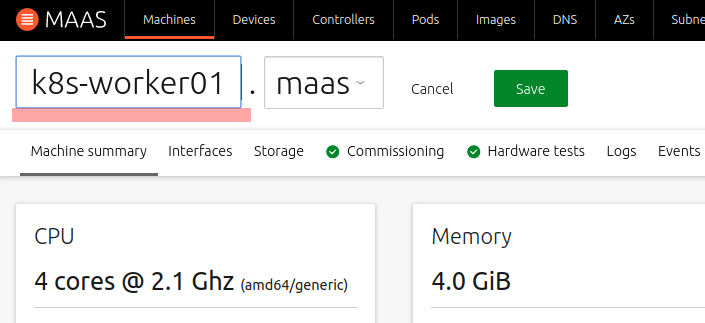 MAAS Machines Devices Controllers Pods Images DNS AZs Subne
k8s-worker01 . maas Cancel Save
Machine summary Interfaces Storage Commissioning Hardware tests Logs Events
CPU Memory
4 cores @ 2.1 Ghz (amd64/generic) 4.0 GiB